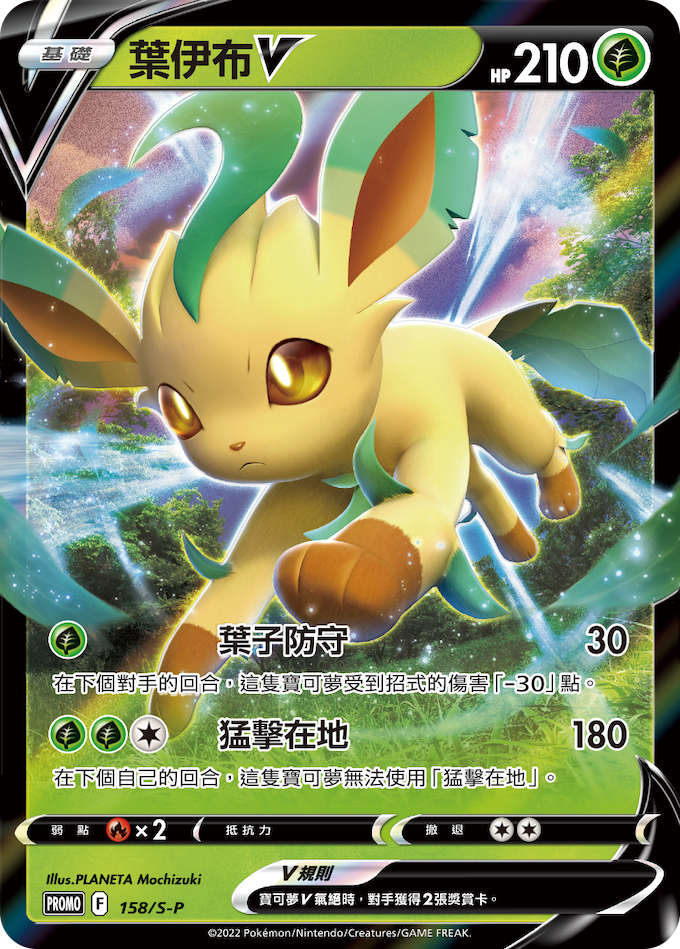 基礎 葉伊布V HP 210
葉子防守 30
在下個對手的回合，這隻寶可夢受到招式的傷害「-30」點。
猛擊在地 180
在下個自己的回合，這隻寶可夢無法使用「猛擊在地」。
弱點 ×2 抵抗力 撤退
Illus.PLANETA Mochizuki
V規則
寶可夢V氣絕時，對手獲得2張獎賞卡。
PROMO F 158/S-P
©2022 Pokémon/Nintendo/Creatures/GAME FREAK.